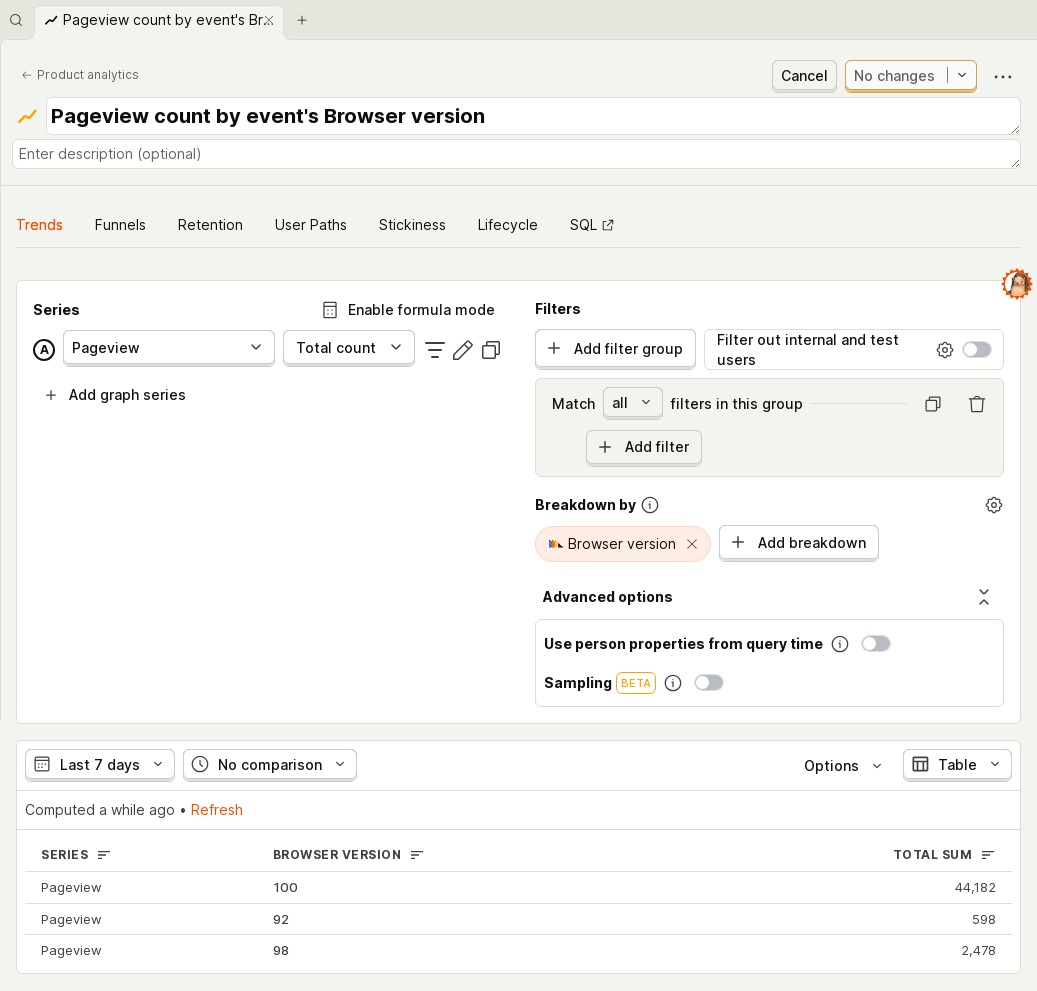 Pageview count by event's Br...
Product analytics
Cancel
No changes
Pageview count by event's Browser version
Enter description (optional)
Trends
Funnels
Retention
User Paths
Stickiness
Lifecycle
SQL
Series
Enable formula mode
A
Pageview
Total count
Add graph series
Filters
Add filter group
Filter out internal and test
users
Match
all
filters in this group
Add filter
Breakdown by
Browser version
Add breakdown
Advanced options
Use person properties from query time
Sampling BETA
Last 7 days
No comparison
Options
Table
Computed a while ago • Refresh
SERIES BROWSER VERSION TOTAL SUM
Pageview 100 44,182
Pageview 92 598
Pageview 98 2,478